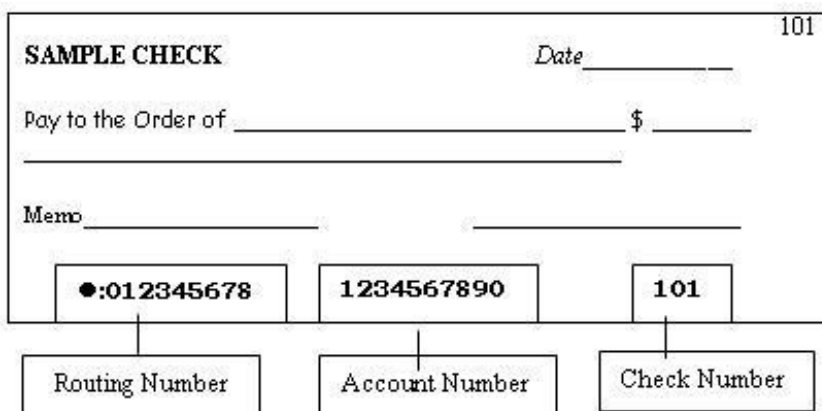 101
SAMPLE CHECK Date
Pay to the Order of $
Memo
●:012345678 1234567890 101
Routing Number Account Number Check Number